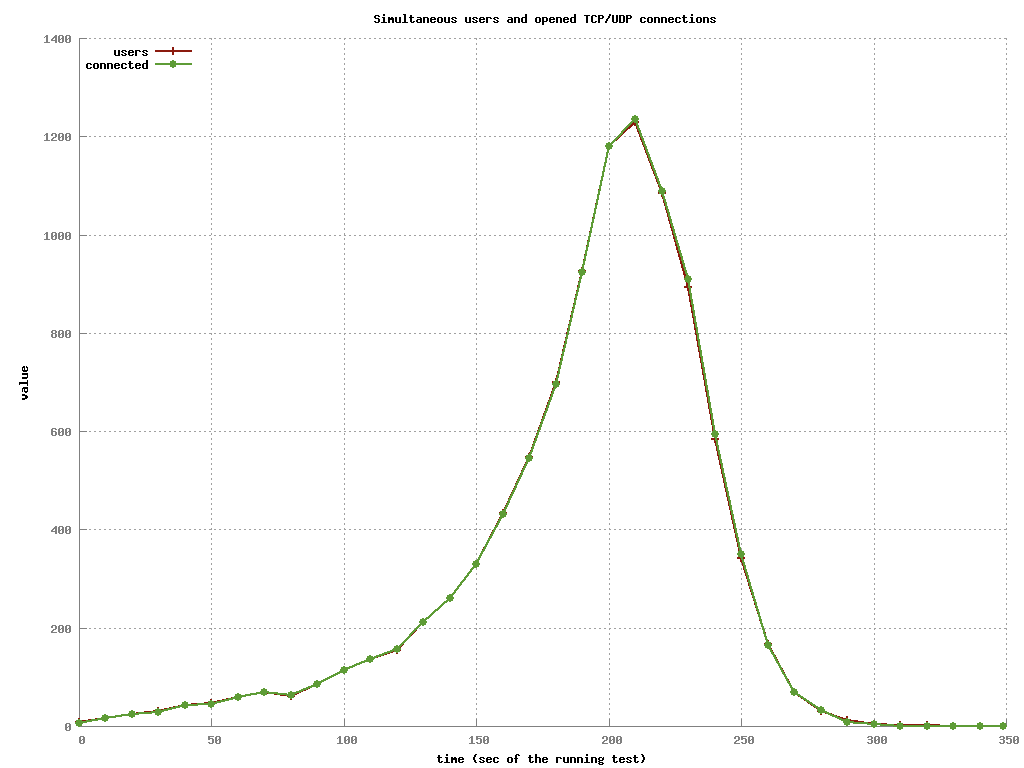 Simultaneous users and opened TCP/UDP connections
1400
users
connected
1200
1000
800
value
600
400
200
0
0 50 100 150 200 250 300 350
time (sec of the running test)